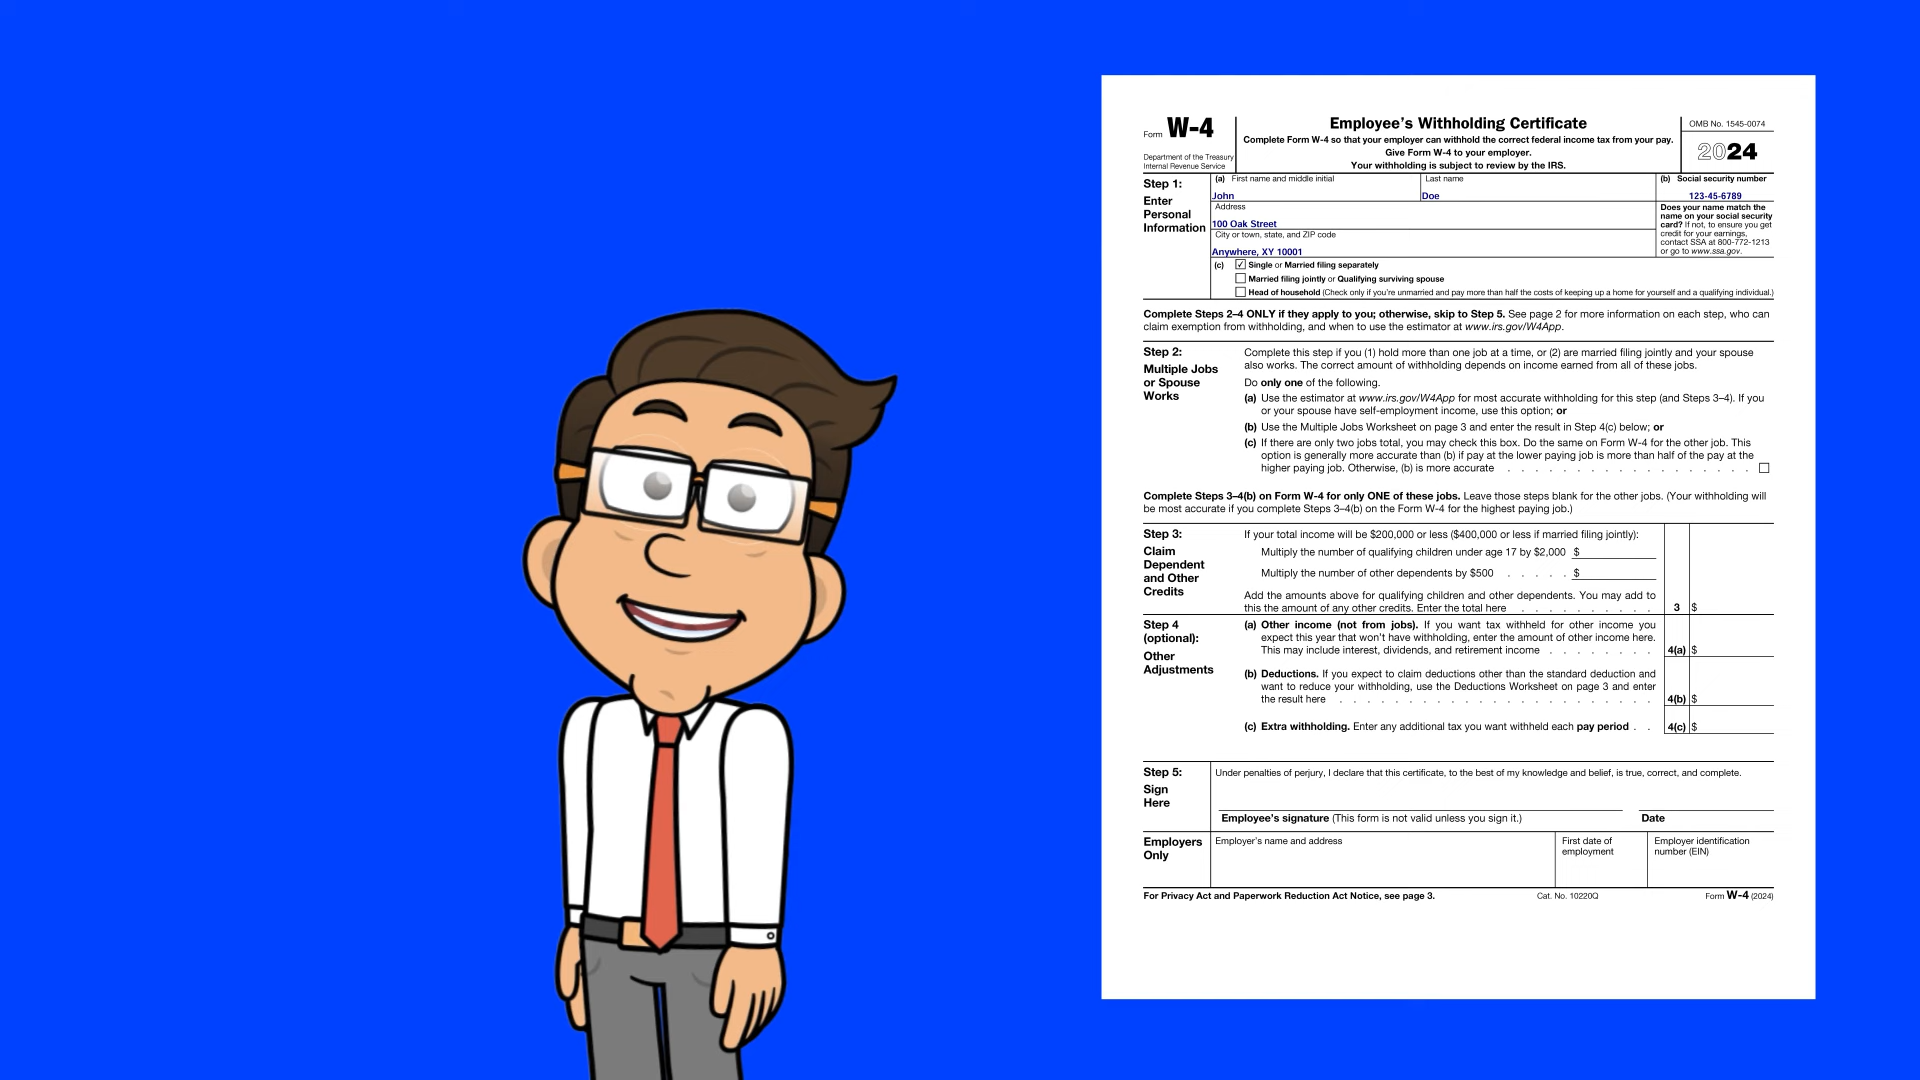 Form W-4
Department of the Treasury
Internal Revenue Service
Employee's Withholding Certificate
Complete Form W-4 so that your employer can withhold the correct federal income tax from your pay.
Give Form W-4 to your employer.
Your withholding is subject to review by the IRS.
OMB No. 1545-0074
2024
Step 1:
Enter
Personal
Information
(a) First name and middle initial
John
Last name
Doe
(b) Social security number
123-45-6789
Address
100 Oak Street
City or town, state, and ZIP code
Anywhere, XY 10001
Does your name match the
name on your social security
card? If not, to ensure you get
credit for your earnings,
contact SSA at 800-772-1213
or go to www.ssa.gov.
(c) ✓ Single or Married filing separately
Married filing jointly or Qualifying surviving spouse
Head of household (Check only if you're unmarried and pay more than half the costs of keeping up a home for yourself and a qualifying individual.)
Complete Steps 2–4 ONLY if they apply to you; otherwise, skip to Step 5. See page 2 for more information on each step, who can
claim exemption from withholding, and when to use the estimator at www.irs.gov/W4App.
Step 2:
Multiple Jobs
or Spouse
Works
Complete this step if you (1) hold more than one job at a time, or (2) are married filing jointly and your spouse
also works. The correct amount of withholding depends on income earned from all of these jobs.
Do only one of the following.
(a) Use the estimator at www.irs.gov/W4App for most accurate withholding for this step (and Steps 3–4). If you
or your spouse have self-employment income, use this option; or
(b) Use the Multiple Jobs Worksheet on page 3 and enter the result in Step 4(c) below; or
(c) If there are only two jobs total, you may check this box. Do the same on Form W-4 for the other job. This
option is generally more accurate than (b) if pay at the lower paying job is more than half of the pay at the
higher paying job. Otherwise, (b) is more accurate . . . . . . . . . . . . . . . . . .
Complete Steps 3–4(b) on Form W-4 for only ONE of these jobs. Leave those steps blank for the other jobs. (Your withholding will
be most accurate if you complete Steps 3–4(b) on the Form W-4 for the highest paying job.)
Step 3:
Claim
Dependent
and Other
Credits
If your total income will be $200,000 or less ($400,000 or less if married filing jointly):
Multiply the number of qualifying children under age 17 by $2,000 $
Multiply the number of other dependents by $500 . . . . . $
Add the amounts above for qualifying children and other dependents. You may add to
this the amount of any other credits. Enter the total here . . . . . . . . . . 3 $
Step 4
(optional):
Other
Adjustments
(a) Other income (not from jobs). If you want tax withheld for other income you
expect this year that won't have withholding, enter the amount of other income here.
This may include interest, dividends, and retirement income . . . . . . . . 4(a) $
(b) Deductions. If you expect to claim deductions other than the standard deduction and
want to reduce your withholding, use the Deductions Worksheet on page 3 and enter
the result here . . . . . . . . . . . . . . . . . . . . . . . 4(b) $
(c) Extra withholding. Enter any additional tax you want withheld each pay period . . 4(c) $
Step 5:
Sign
Here
Under penalties of perjury, I declare that this certificate, to the best of my knowledge and belief, is true, correct, and complete.
Employee's signature (This form is not valid unless you sign it.)
Date
Employers
Only
Employer's name and address
First date of
employment
Employer identification
number (EIN)
For Privacy Act and Paperwork Reduction Act Notice, see page 3.
Cat. No. 10220Q
Form W-4 (2024)